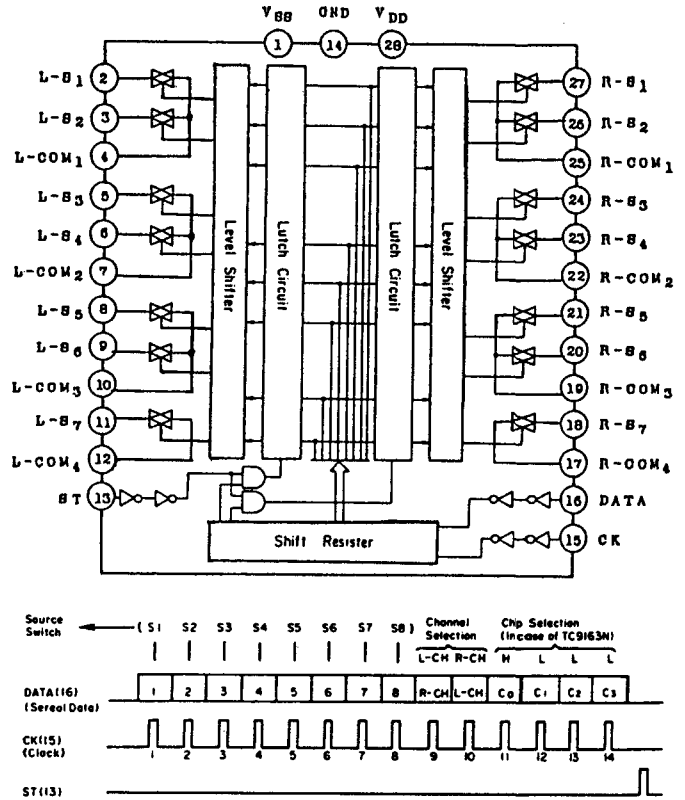 VSS GND VDD
1 14 28
L-S1 2 27 R-S1
L-S2 3 26 R-S2
L-COM1 4 25 R-COM1
L-S3 5 24 R-S3
L-S4 6 23 R-S4
L-COM2 7 22 R-COM2
L-S5 8 21 R-S5
L-S6 9 20 R-S6
L-COM3 10 19 R-COM3
L-S7 11 18 R-S7
L-COM4 12 17 R-COM4
ST 13 16 DATA
15 CK
Level Shifter
Lutch Circuit
Lutch Circuit
Level Shifter
Shift Resister
Source Switch
(S1 S2 S3 S4 S5 S6 S7 S8)
Channel Selection
L-CH R-CH
Chip Selection
(Incase of TC9163N)
H L L L
DATA(16)
(Sereal Data)
1 2 3 4 5 6 7 8 R-CH L-CH C0 C1 C2 C3
CK(15)
(Clock)
1 2 3 4 5 6 7 8 9 10 11 12 13 14
ST(13)